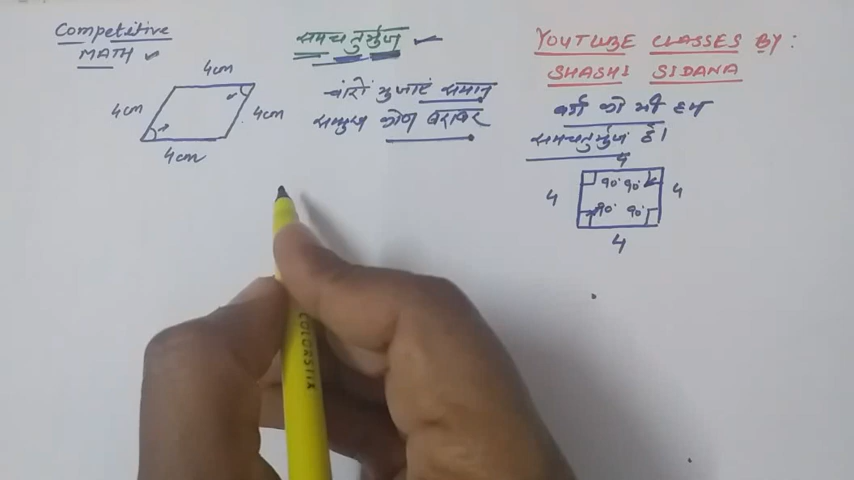 Competitive
MATH
4cm
4cm
4cm
4cm
समचतुर्भुज
चारों भुजाएं समान
सम्मुख कोण बराबर
YOUTUBE CLASSES BY:
SHASHI SIDANA
वर्ग को भी हम
समचतुर्भुज है।
4
4
90° 90°
4
90° 90°
4